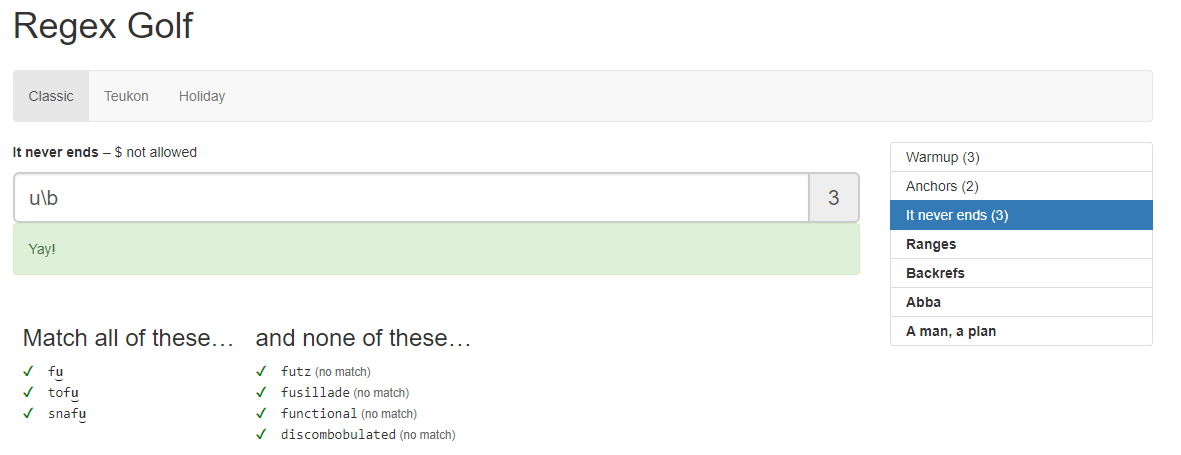 Regex Golf
Classic Teukon Holiday
It never ends – $ not allowed
u\b 3
Yay!
Match all of these…
✓ fu
✓ tofu
✓ snafu
and none of these…
✓ futz (no match)
✓ fusillade (no match)
✓ functional (no match)
✓ discombobulated (no match)
Warmup (3)
Anchors (2)
It never ends (3)
Ranges
Backrefs
Abba
A man, a plan